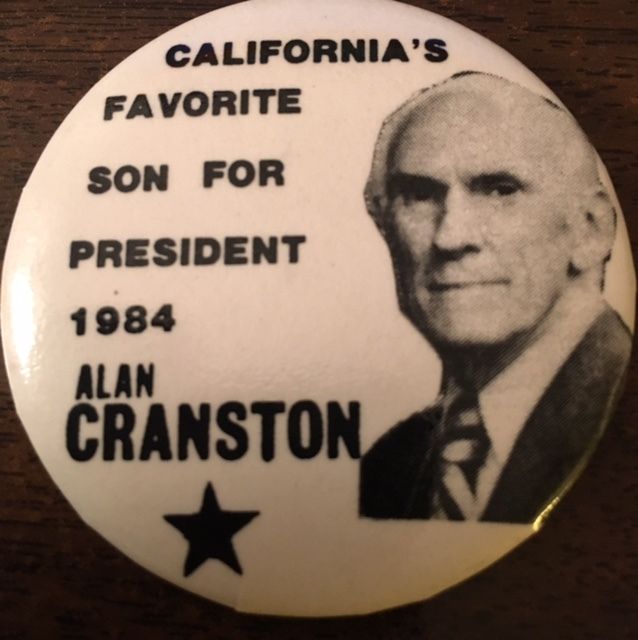 CALIFORNIA'S
FAVORITE
SON FOR
PRESIDENT
1984
ALAN
CRANSTON